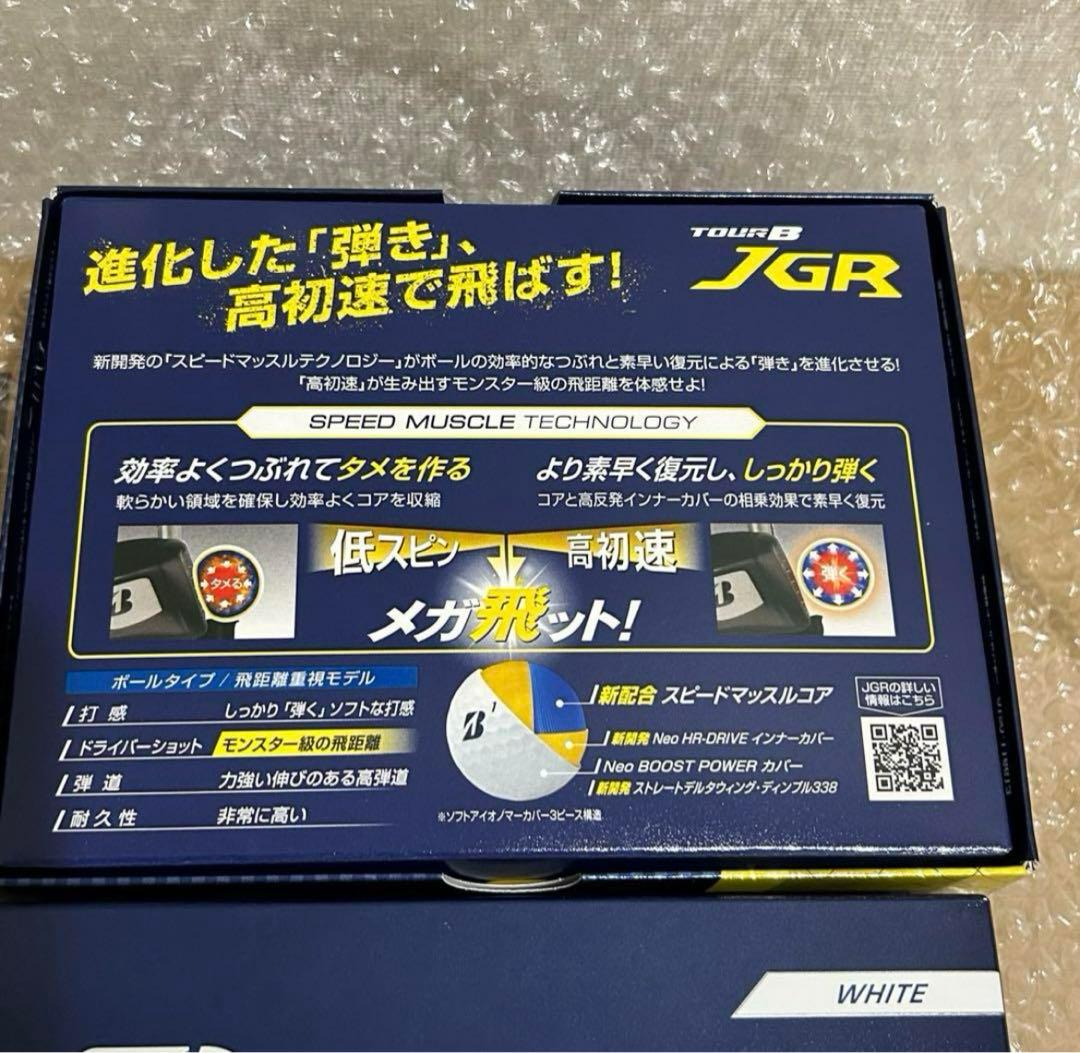 進化した「弾き」、
高初速で飛ばす!
TOUR B
JGR
新開発の「スピードマッスルテクノロジー」がボールの効率的なつぶれと素早い復元による「弾き」を進化させる!
「高初速」が生み出すモンスター級の飛距離を体感せよ!
SPEED MUSCLE TECHNOLOGY
効率よくつぶれてタメを作る
軟らかい領域を確保し効率よくコアを収縮
より素早く復元し、しっかり弾く
コアと高反発インナーカバーの相乗効果で素早く復元
タメる
低スピン
高初速
弾く
メガ飛ット!
ボールタイプ / 飛距離重視モデル
打感 しっかり「弾く」ソフトな打感
ドライバーショット モンスター級の飛距離
弾道 力強い伸びのある高弾道
耐久性 非常に高い
B 1
新配合 スピードマッスルコア
新開発 Neo HR-DRIVE インナーカバー
Neo BOOST POWER カバー
新開発 ストレートデルタウィング・ディンプル338
※ソフトアイオノマーカバー3ピース構造
JGRの詳しい
情報はこちら
WHITE